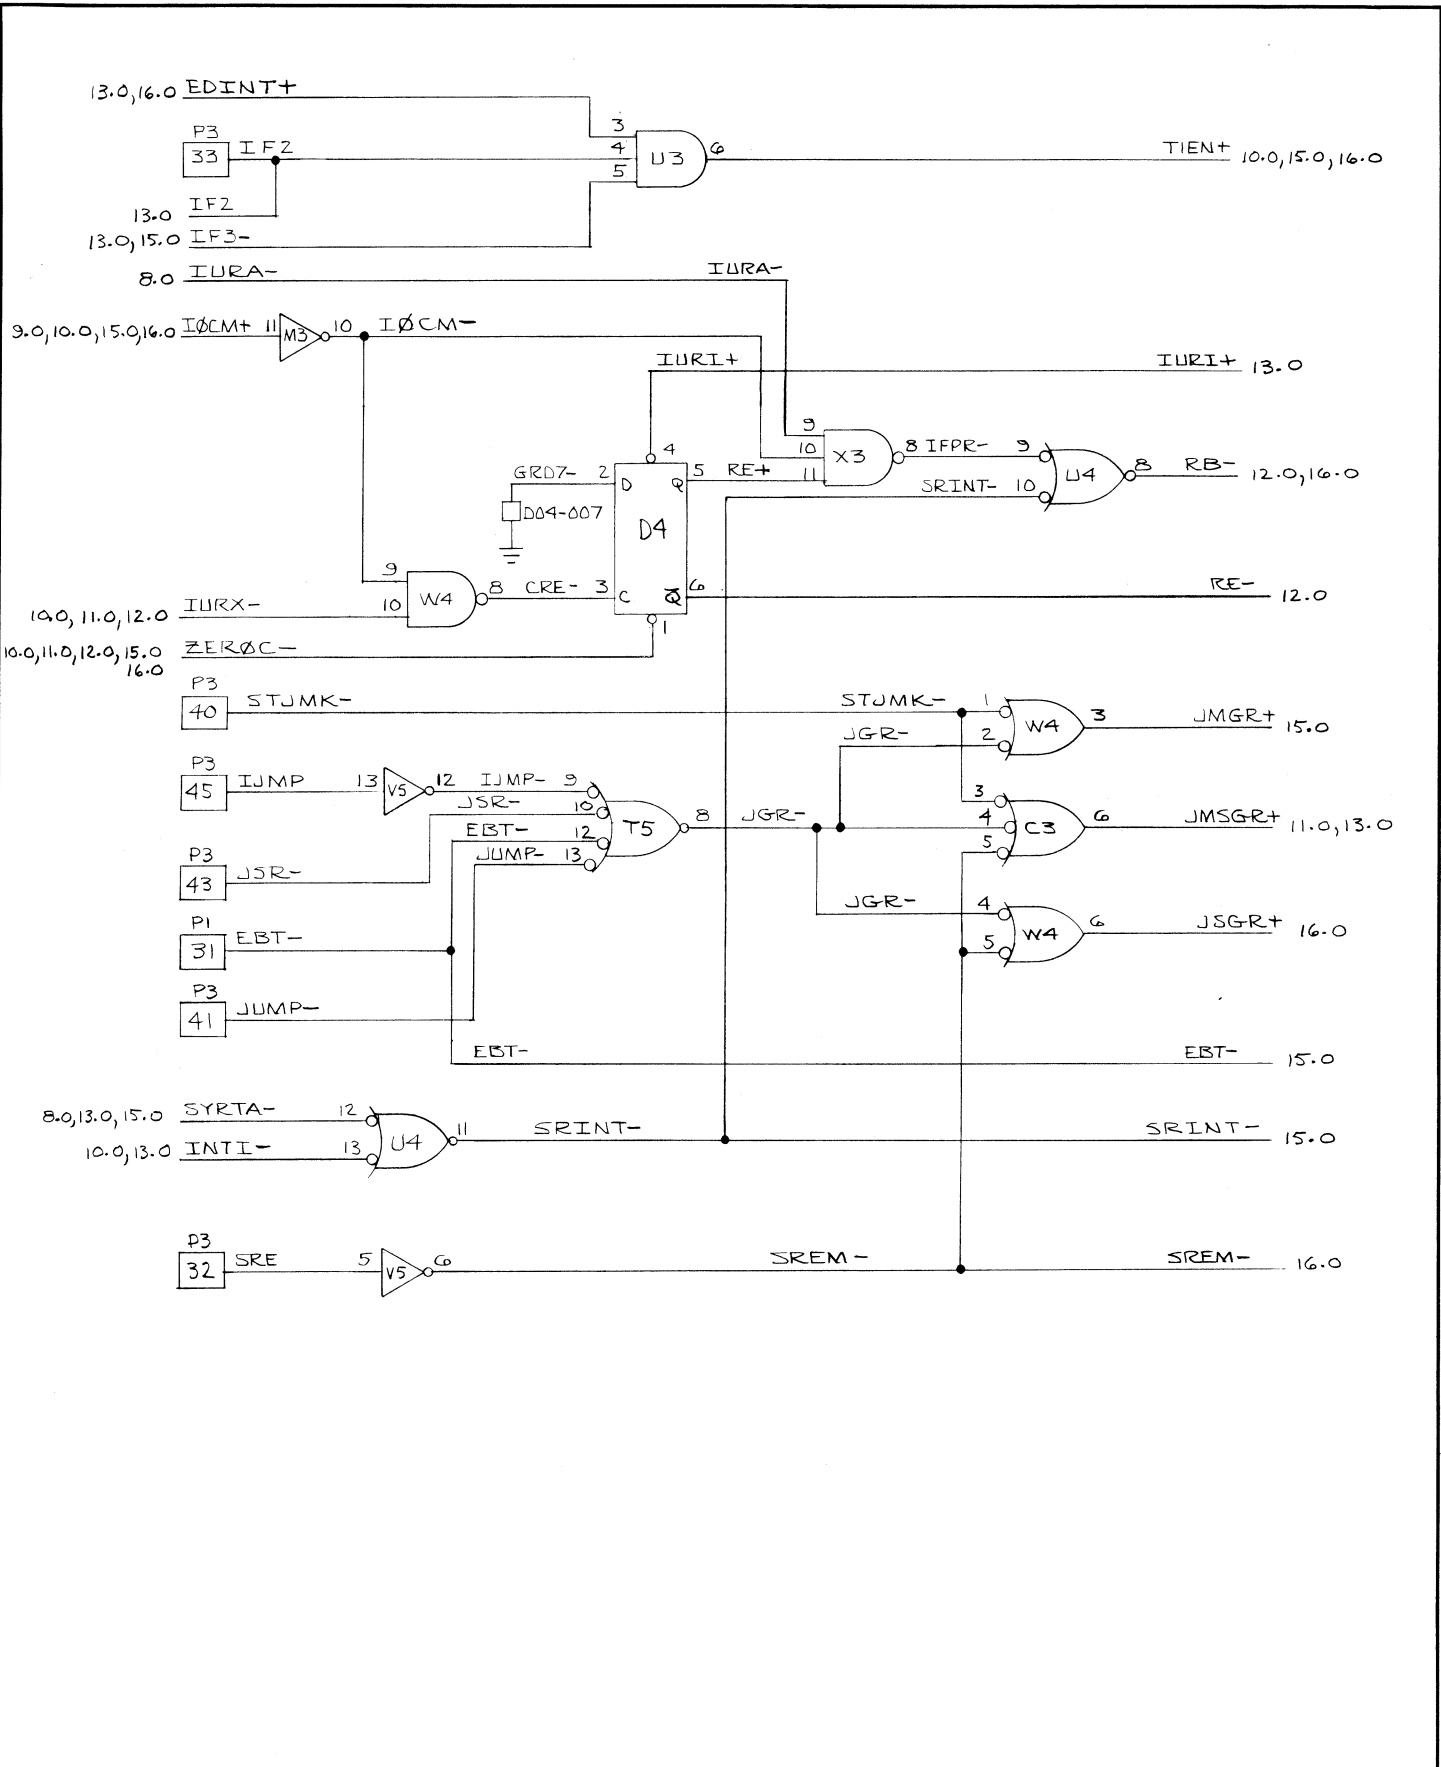 13.0,16.0 EDINT+
3
P3
33 IF2 4 U3 6 TIEN+ 10.0,15.0,16.0
5
13.0 IF2
13.0,15.0 IF3-
8.0 IURA- IURA-
9.0,10.0,15.0,16.0 IØCM+ 11 M3 10 IØCM-
IURI+ IURI+ 13.0
9
4 10 X3 8 IFPR- 9
GRD7- 2 D Q 5 RE+ 11 U4 8 RB- 12.0,16.0
SRINT- 10
D04-007 D4
9
W4 8 CRE- 3 C Q̅ 6 RE- 12.0
10.0, 11.0, 12.0 IURX- 10
1
10.0,11.0,12.0,15.0 ZERØC-
16.0
P3
40 STJMK- STJMK- 1
W4 3 JMGR+ 15.0
JGR- 2
P3
45 IJMP 13 V5 12 IJMP- 9
JSR- 10 3
EBT- 12 T5 8 JGR- 4 C3 6 JMSGR+ 11.0,13.0
JUMP- 13 5
P3
43 JSR-
JGR- 4
P1
31 EBT- W4 6 JSGR+ 16.0
5
P3
41 JUMP-
EBT- EBT- 15.0
8.0,13.0,15.0 SYRTA- 12
U4 11 SRINT- SRINT- 15.0
10.0,13.0 INTI- 13
P3
32 SRE 5 V5 6 SREM- SREM- 16.0